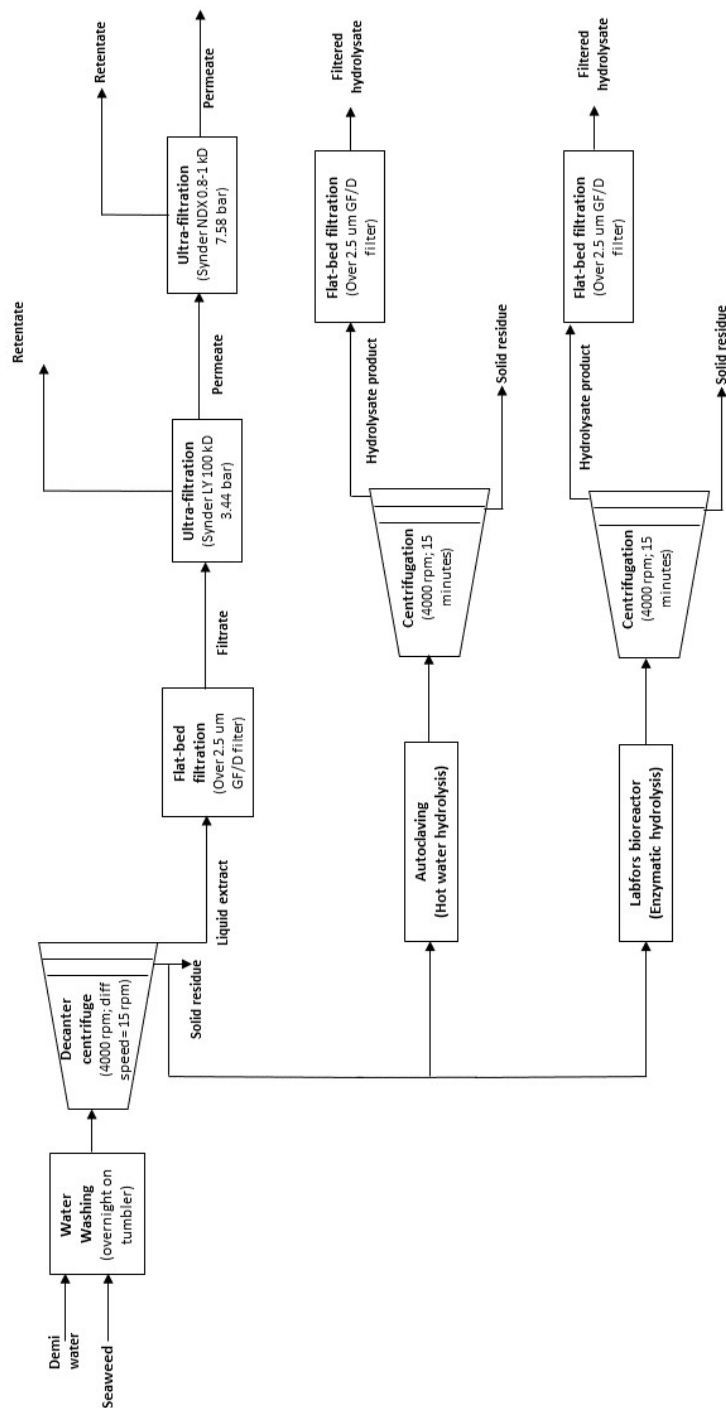 Demi
water
Seaweed
Water
Washing
(overnight on
tumbler)
Decanter
centrifuge
(4000 rpm; diff
speed = 15 rpm)
Solid residue
Liquid extract
Flat-bed
filtration
(Over 2.5 um
GF/D filter)
Filtrate
Ultra-filtration
(Synder LY 100 kD
3.44 bar)
Retentate
Permeate
Ultra-filtration
(Synder NDX 0.8-1 kD
7.58 bar)
Retentate
Permeate
Autoclaving
(Hot water hydrolysis)
Centrifugation
(4000 rpm; 15
minutes)
Hydrolysate product
Solid residue
Flat-bed filtration
(Over 2.5 um GF/D
filter)
Filtered
hydrolysate
Labfors bioreactor
(Enzymatic hydrolysis)
Centrifugation
(4000 rpm; 15
minutes)
Hydrolysate product
Solid residue
Flat-bed filtration
(Over 2.5 um GF/D
filter)
Filtered
hydrolysate